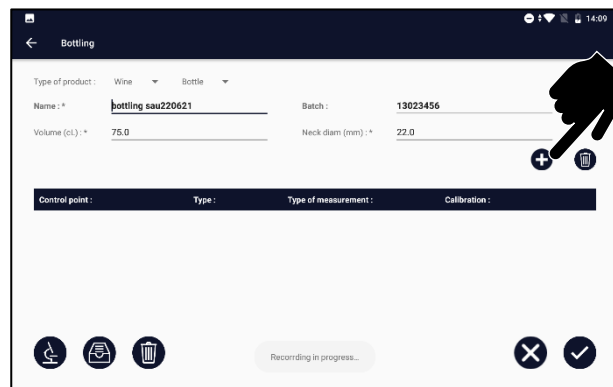 14:09
Bottling
Type of product : Wine Bottle
Name : * bottling sau220621 Batch : 13023456
Volume (cl.) : * 75.0 Neck diam (mm) : * 22.0
Control point : Type : Type of measurement : Calibration :
Recorrding in progress...